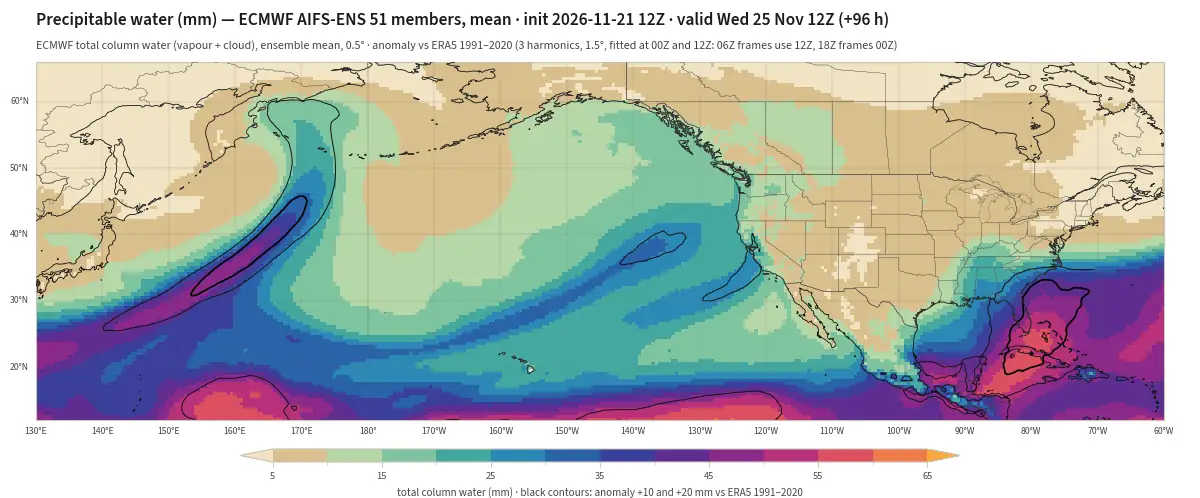 Precipitable water (mm) — ECMWF AIFS-ENS 51 members, mean · init 2026-11-21 12Z · valid Wed 25 Nov 12Z (+96 h)
ECMWF total column water (vapour + cloud), ensemble mean, 0.5° · anomaly vs ERA5 1991–2020 (3 harmonics, 1.5°, fitted at 00Z and 12Z: 06Z frames use 12Z, 18Z frames 00Z)
60°N
50°N
40°N
30°N
20°N
130°E 140°E 150°E 160°E 170°E 180° 170°W 160°W 150°W 140°W 130°W 120°W 110°W 100°W 90°W 80°W 70°W 60°W
5 15 25 35 45 55 65
total column water (mm) · black contours: anomaly +10 and +20 mm vs ERA5 1991–2020